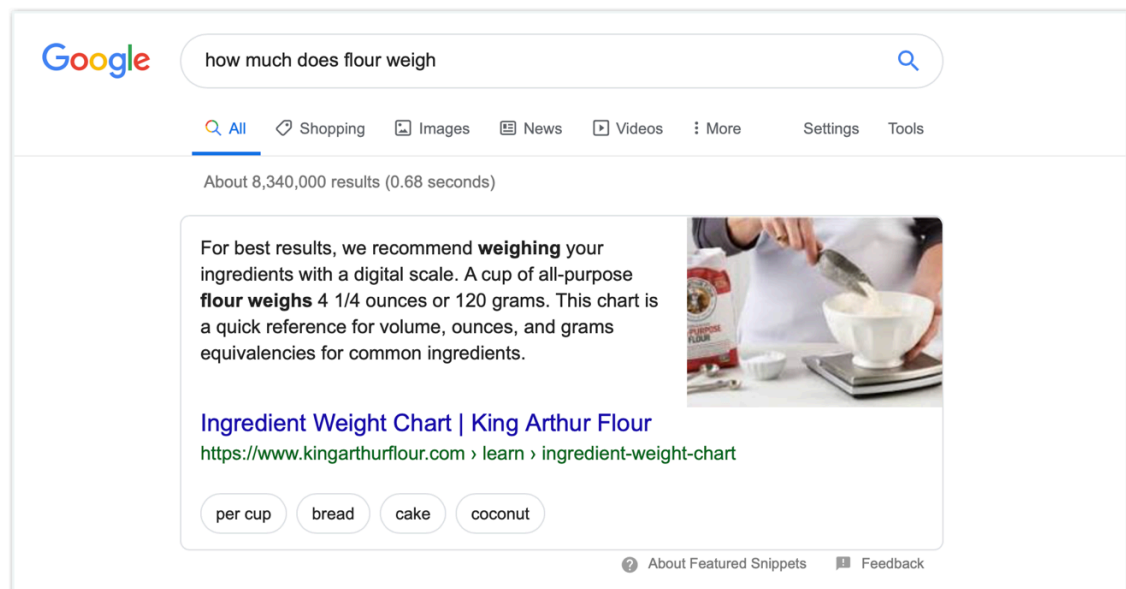 Google
how much does flour weigh
All Shopping Images News Videos More Settings Tools
About 8,340,000 results (0.68 seconds)
For best results, we recommend weighing your
ingredients with a digital scale. A cup of all-purpose
flour weighs 4 1/4 ounces or 120 grams. This chart is
a quick reference for volume, ounces, and grams
equivalencies for common ingredients.
PURPOSE
FLOUR
Ingredient Weight Chart | King Arthur Flour
https://www.kingarthurflour.com › learn › ingredient-weight-chart
per cup bread cake coconut
About Featured Snippets Feedback